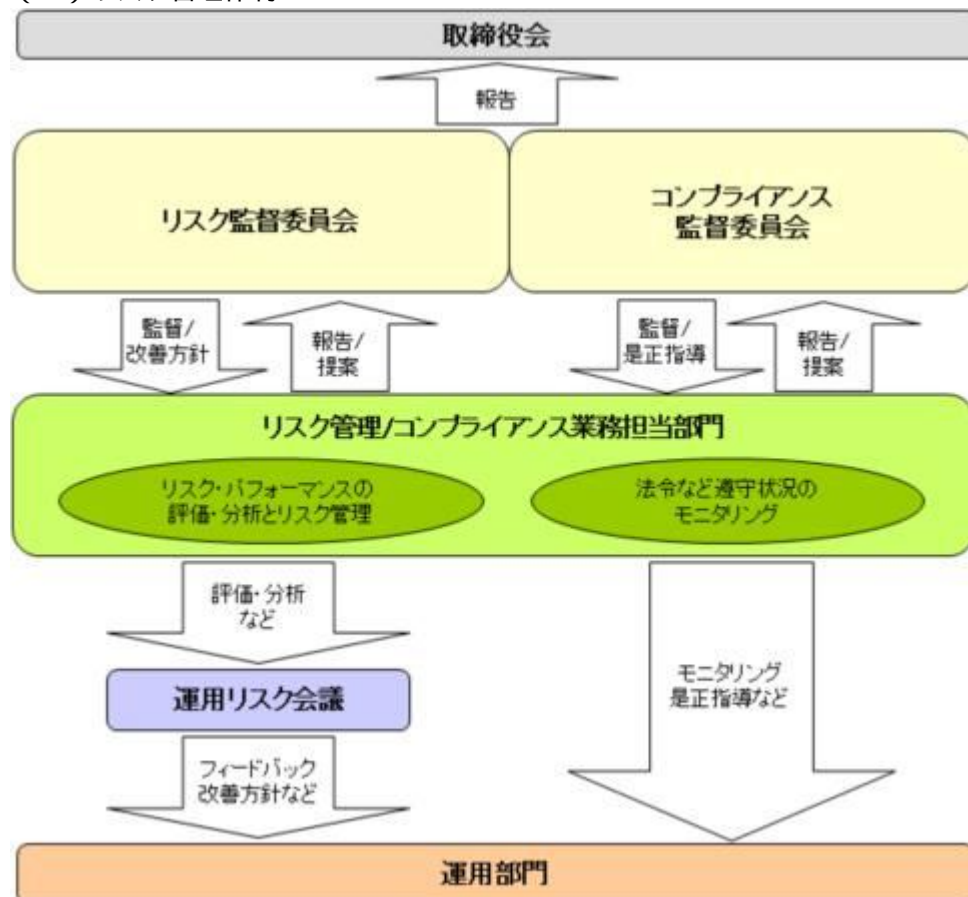 取締役会
報告
リスク監督委員会
コンプライアンス
監督委員会
監督/
改善方針
報告/
提案
監督/
是正指導
報告/
提案
リスク管理/コンプライアンス業務担当部門
リスク・パフォーマンスの
評価・分析とリスク管理
法令など遵守状況の
モニタリング
評価・分析
など
運用リスク会議
モニタリング
是正指導など
フィードバック
改善方針など
運用部門